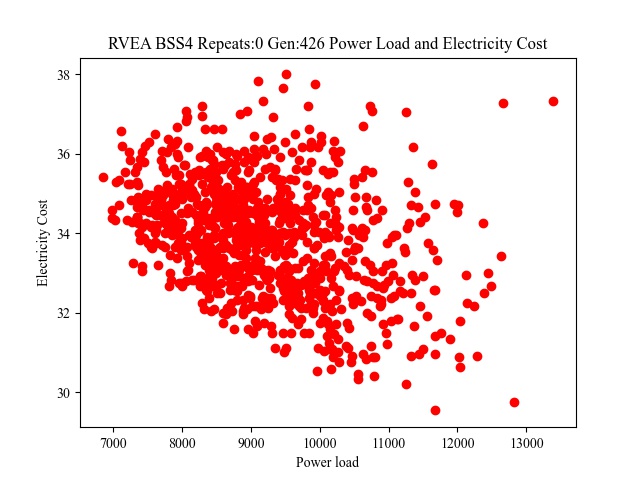 RVEA BSS4 Repeats:0 Gen:426 Power Load and Electricity Cost
38
36
34
32
30
Electricity Cost
7000 8000 9000 10000 11000 12000 13000
Power load